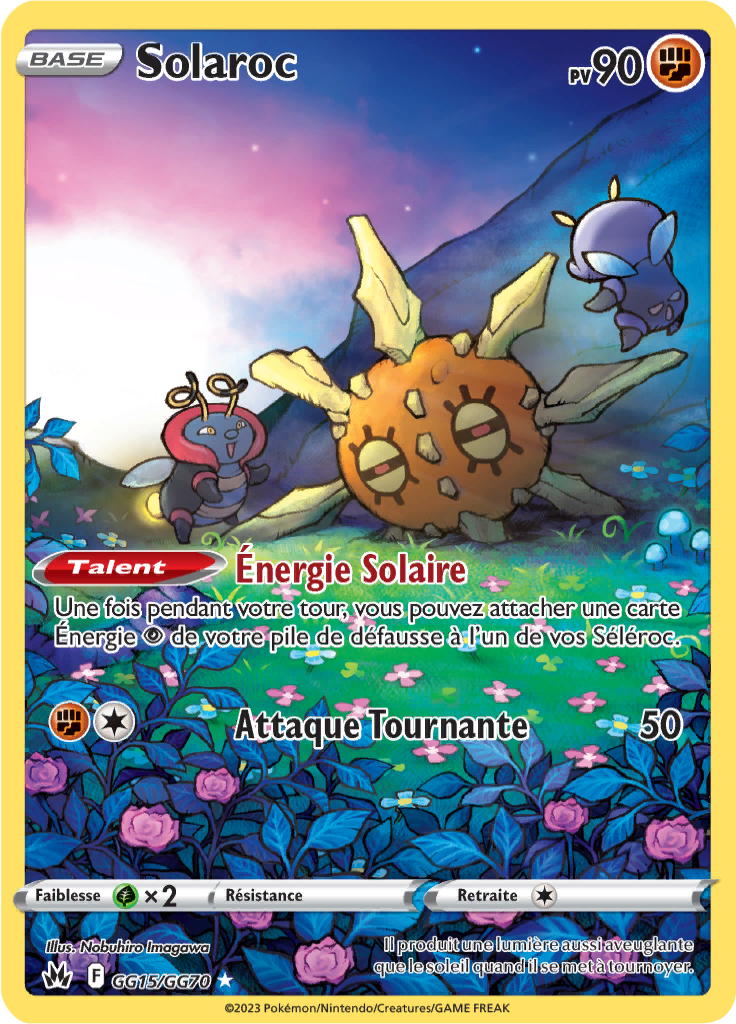 BASE Solaroc PV 90
Talent Énergie Solaire
Une fois pendant votre tour, vous pouvez attacher une carte
Énergie de votre pile de défausse à l'un de vos Séléroc.
Attaque Tournante 50
Faiblesse ×2 Résistance Retraite
Illus. Nobuhiro Imagawa
F GG15/GG70
Il produit une lumière aussi aveuglante
que le soleil quand il se met à tournoyer.
©2023 Pokémon/Nintendo/Creatures/GAME FREAK